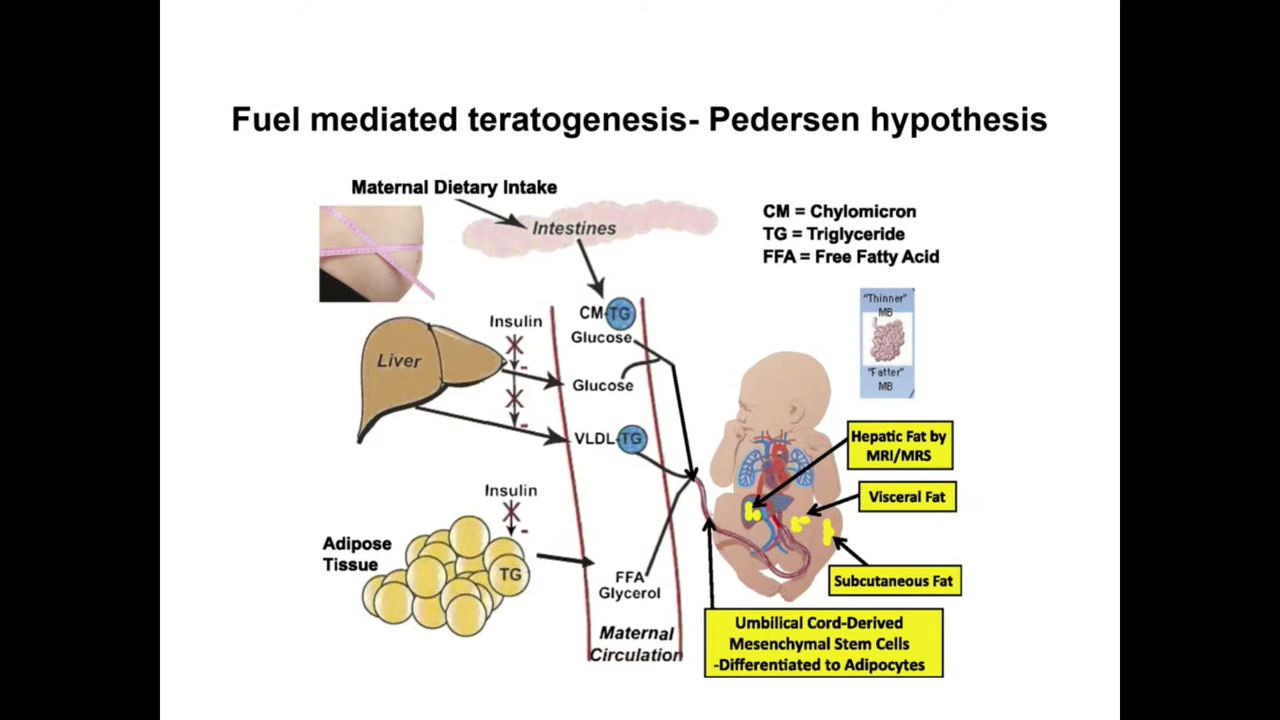 Fuel mediated teratogenesis- Pedersen hypothesis
Maternal Dietary Intake
Intestines
CM = Chylomicron
TG = Triglyceride
FFA = Free Fatty Acid
"Thinner"
MB
"Fatter"
MB
CM-TG
Glucose
Insulin
-
-
Liver
Glucose
VLDL-TG
Insulin
-
Adipose
Tissue
TG
FFA
Glycerol
Maternal
Circulation
Hepatic Fat by
MRI/MRS
Visceral Fat
Subcutaneous Fat
Umbilical Cord-Derived
Mesenchymal Stem Cells
-Differentiated to Adipocytes